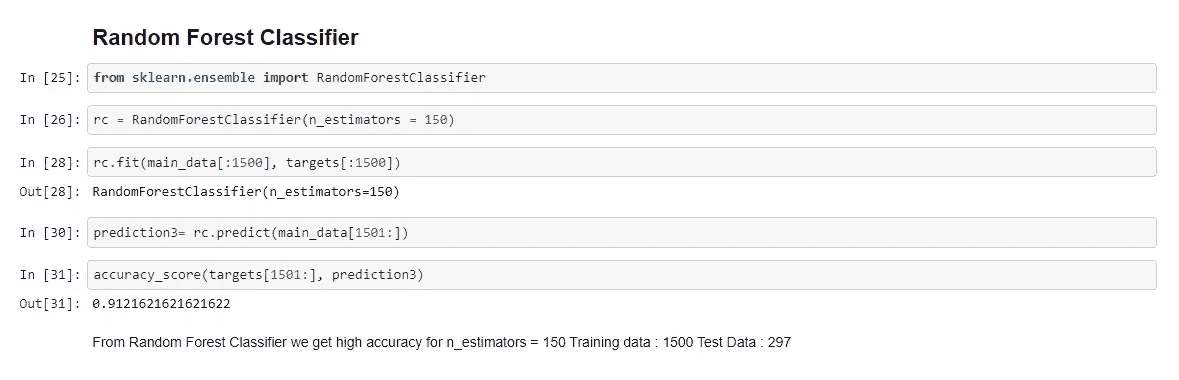 Random Forest Classifier
In [25]: from sklearn.ensemble import RandomForestClassifier
In [26]: rc = RandomForestClassifier(n_estimators = 150)
In [28]: rc.fit(main_data[:1500], targets[:1500])
Out[28]: RandomForestClassifier(n_estimators=150)
In [30]: prediction3= rc.predict(main_data[1501:])
In [31]: accuracy_score(targets[1501:], prediction3)
Out[31]: 0.9121621621621622
From Random Forest Classifier we get high accuracy for n_estimators = 150 Training data : 1500 Test Data : 297